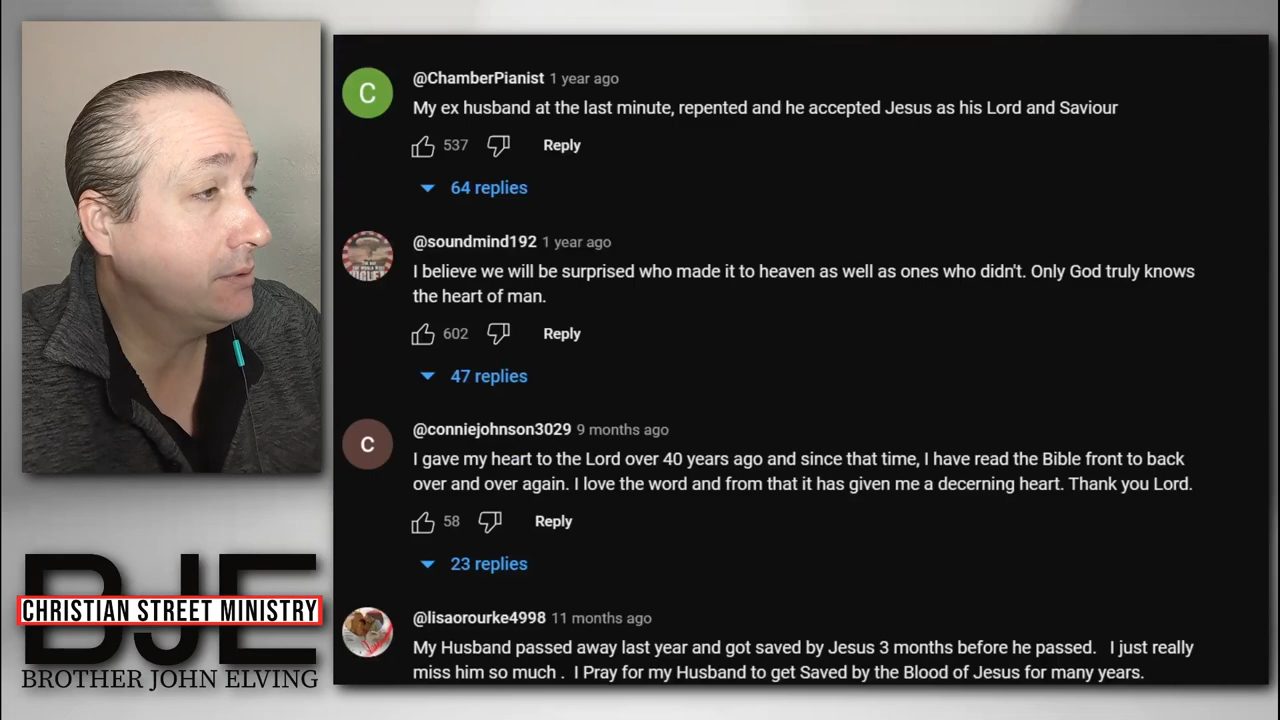 C
@ChamberPianist 1 year ago
My ex husband at the last minute, repented and he accepted Jesus as his Lord and Saviour
537 Reply
64 replies
@soundmind192 1 year ago
I believe we will be surprised who made it to heaven as well as ones who didn't. Only God truly knows
the heart of man.
602 Reply
47 replies
C
@conniejohnson3029 9 months ago
I gave my heart to the Lord over 40 years ago and since that time, I have read the Bible front to back
over and over again. I love the word and from that it has given me a decerning heart. Thank you Lord.
58 Reply
23 replies
@lisaorourke4998 11 months ago
My Husband passed away last year and got saved by Jesus 3 months before he passed. I just really
miss him so much . I Pray for my Husband to get Saved by the Blood of Jesus for many years.
BJE
CHRISTIAN STREET MINISTRY
BROTHER JOHN ELVING